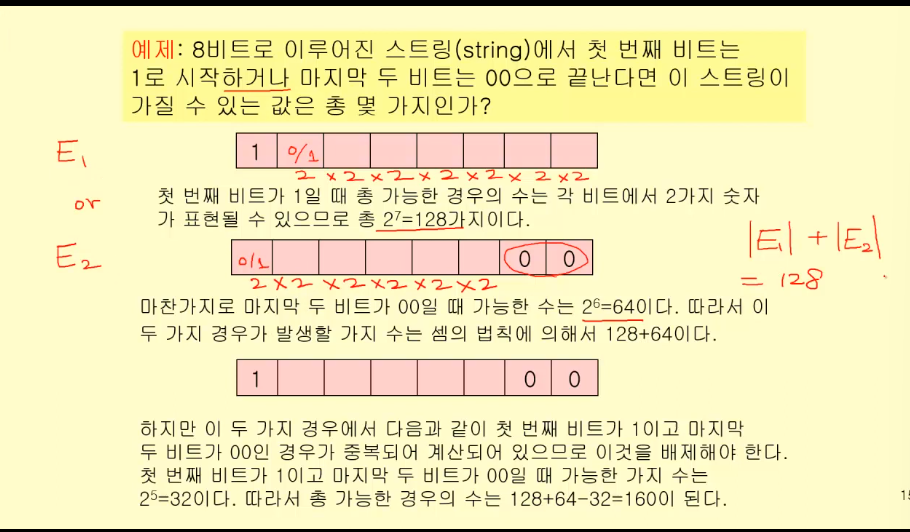 예제: 8비트로 이루어진 스트링(string)에서 첫 번째 비트는
1로 시작하거나 마지막 두 비트는 00으로 끝난다면 이 스트링이
가질 수 있는 값은 총 몇 가지인가?
E₁
1 0/1
2 × 2 × 2 × 2 × 2 × 2 × 2
or
첫 번째 비트가 1일 때 총 가능한 경우의 수는 각 비트에서 2가지 숫자
가 표현될 수 있으므로 총 2⁷=128가지이다.
E₂
0/1 0 0
2 × 2 × 2 × 2 × 2 × 2
|E₁| + |E₂|
= 128
마찬가지로 마지막 두 비트가 00일 때 가능한 수는 2⁶=64이다. 따라서 이
두 가지 경우가 발생할 가지 수는 셈의 법칙에 의해서 128+64이다.
1 0 0
하지만 이 두 가지 경우에서 다음과 같이 첫 번째 비트가 1이고 마지막
두 비트가 00인 경우가 중복되어 계산되어 있으므로 이것을 배제해야 한다.
첫 번째 비트가 1이고 마지막 두 비트가 00일 때 가능한 가지 수는
2⁵=32이다. 따라서 총 가능한 경우의 수는 128+64-32=160이 된다.